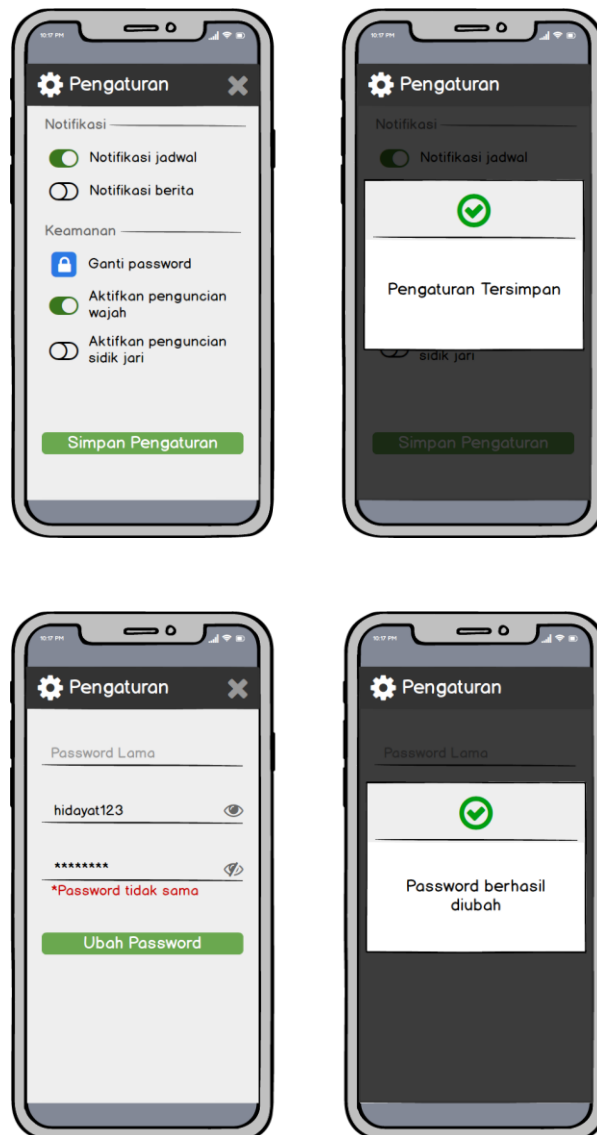 10:17 PM
Pengaturan
Notifikasi
Notifikasi jadwal
Notifikasi berita
Keamanan
Ganti password
Aktifkan penguncian
wajah
Aktifkan penguncian
sidik jari
Simpan Pengaturan
10:17 PM
Pengaturan
Notifikasi
Notifikasi jadwal
Pengaturan Tersimpan
sidik jari
Simpan Pengaturan
10:17 PM
Pengaturan
Password Lama
hidayat123
********
*Password tidak sama
Ubah Password
10:17 PM
Pengaturan
Password Lama
Password berhasil
diubah